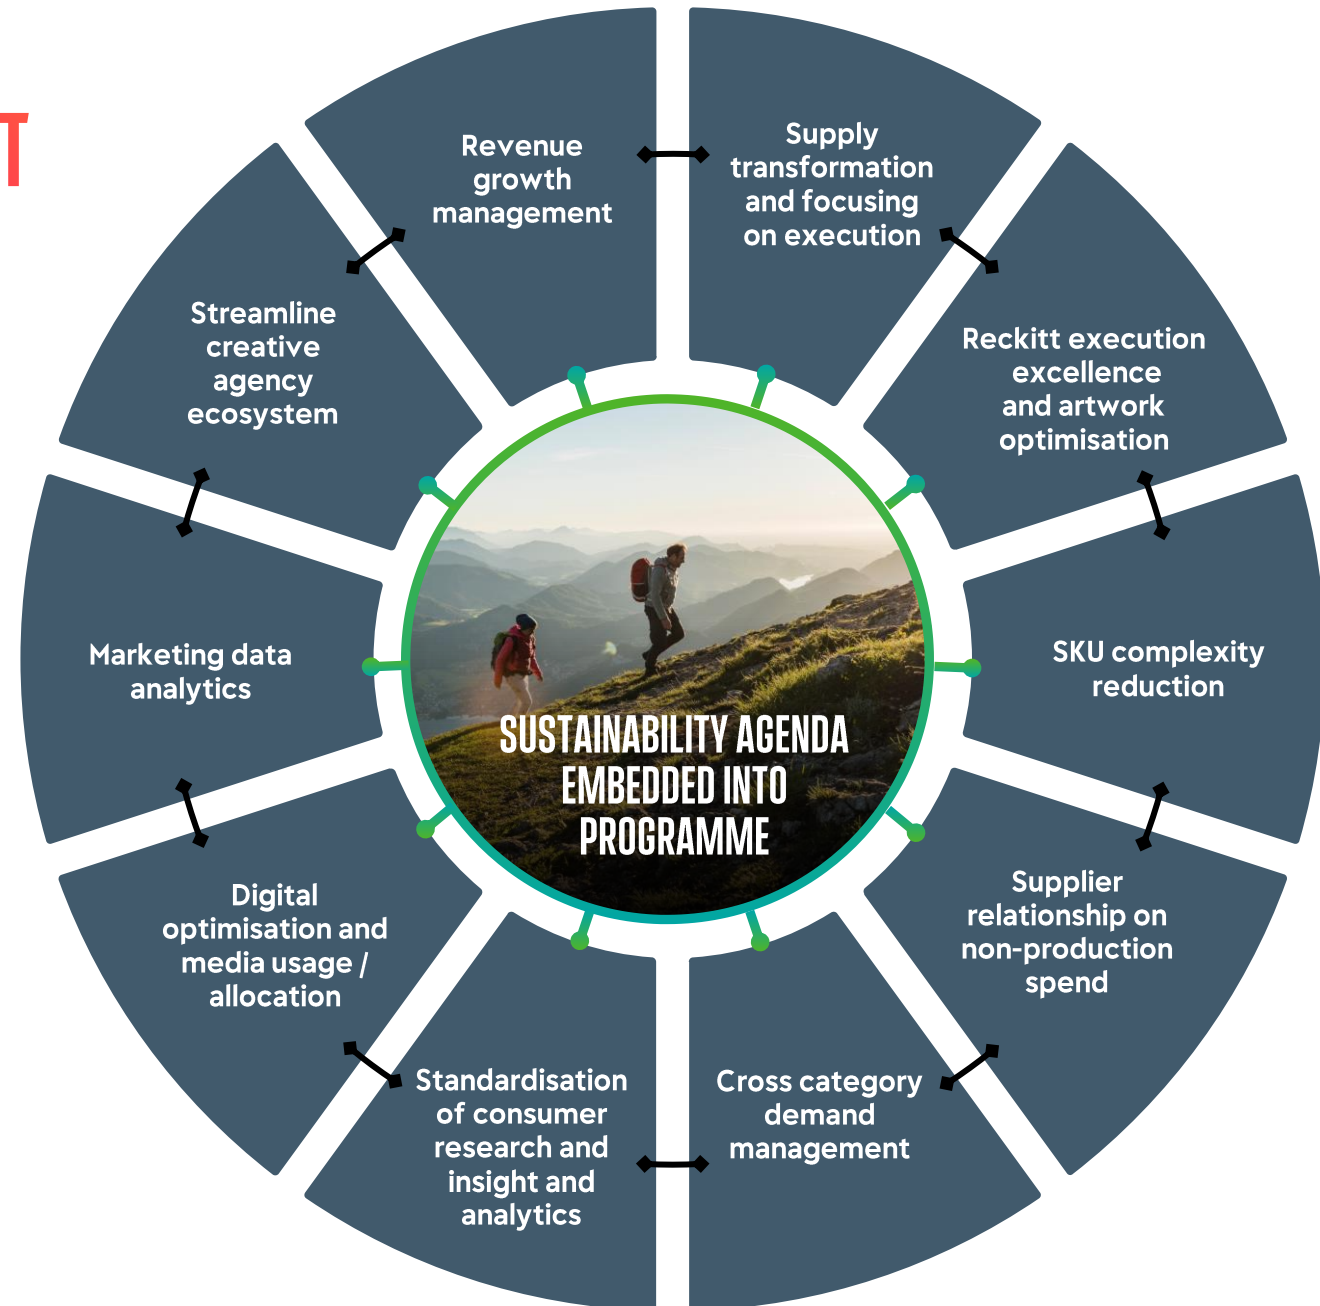 T
Revenue
growth
management
Supply
transformation
and focusing
on execution
Reckitt execution
excellence
and artwork
optimisation
SKU complexity
reduction
Supplier
relationship on
non-production
spend
Cross category
demand
management
Standardisation
of consumer
research and
insight and
analytics
Digital
optimisation and
media usage /
allocation
Marketing data
analytics
Streamline
creative
agency
ecosystem
SUSTAINABILITY AGENDA
EMBEDDED INTO
PROGRAMME